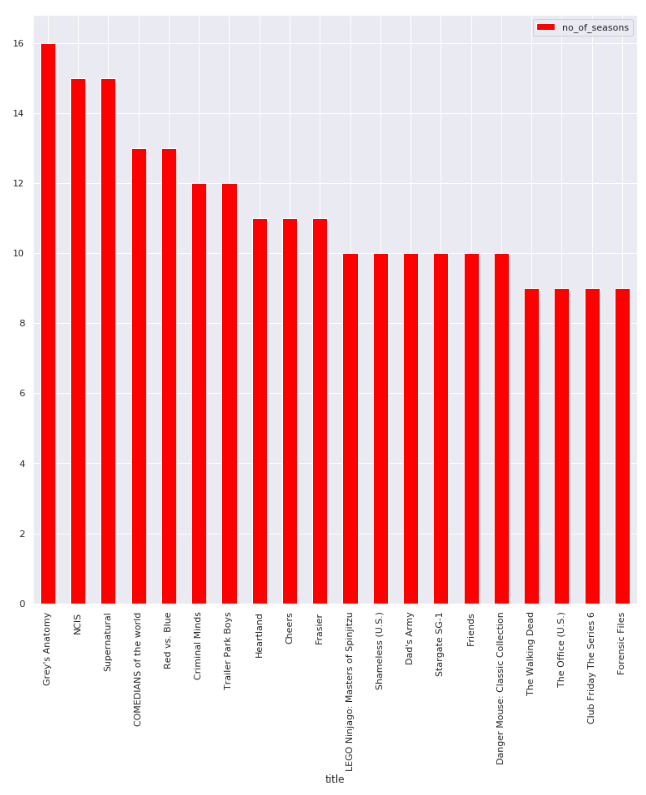 no_of_seasons
16
14
12
10
8
6
4
2
0
Grey's Anatomy
NCIS
Supernatural
COMEDIANS of the world
Red vs. Blue
Criminal Minds
Trailer Park Boys
Heartland
Cheers
Frasier
LEGO Ninjago: Masters of Spinjitzu
Shameless (U.S.)
Dad's Army
Stargate SG-1
Friends
Danger Mouse: Classic Collection
The Walking Dead
The Office (U.S.)
Club Friday The Series 6
Forensic Files
title